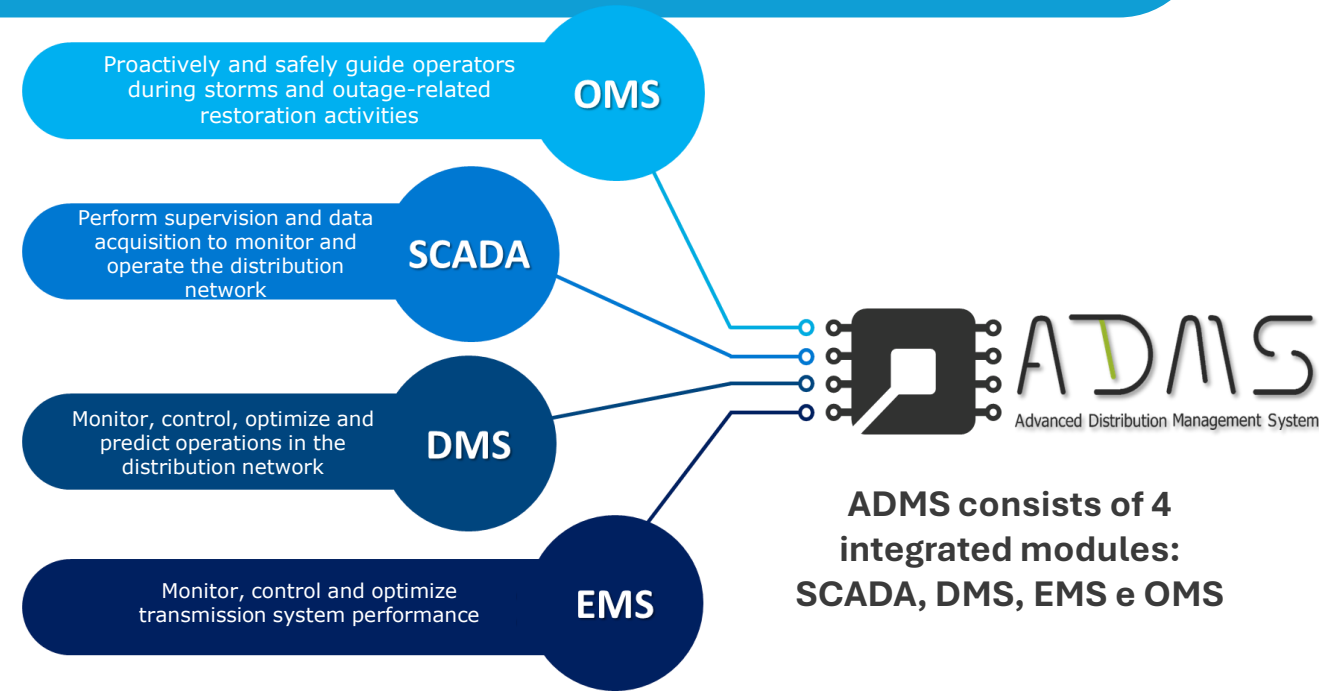 Proactively and safely guide operators
during storms and outage-related
restoration activities
OMS
Perform supervision and data
acquisition to monitor and
operate the distribution
network
SCADA
Monitor, control, optimize and
predict operations in the
distribution network
DMS
Monitor, control and optimize
transmission system performance
EMS
ADMS
Advanced Distribution Management System
ADMS consists of 4
integrated modules:
SCADA, DMS, EMS e OMS